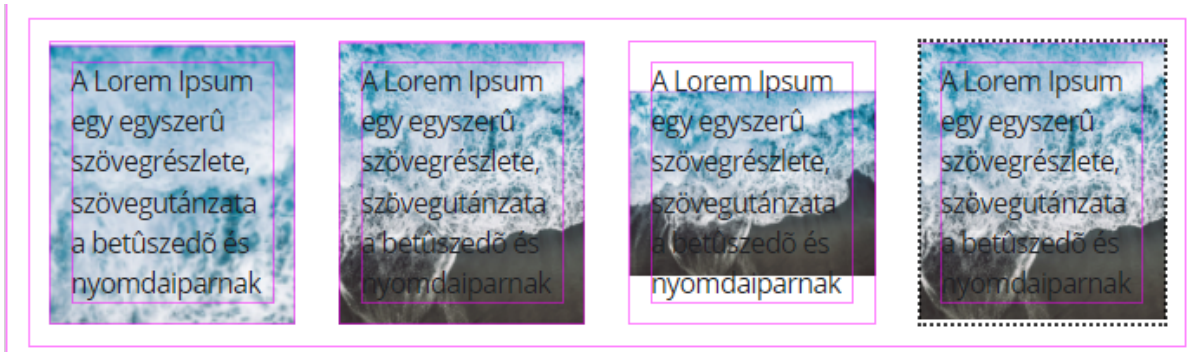 A Lorem Ipsum
egy egyszerû
szövegrészlete,
szövegutánzata
a betûszedõ és
nyomdaiparnak
A Lorem Ipsum
egy egyszerû
szövegrészlete,
szövegutánzata
a betûszedõ és
nyomdaiparnak
A Lorem Ipsum
egy egyszerû
szövegrészlete,
szövegutánzata
a betûszedõ és
nyomdaiparnak
A Lorem Ipsum
egy egyszerû
szövegrészlete,
szövegutánzata
a betûszedõ és
nyomdaiparnak